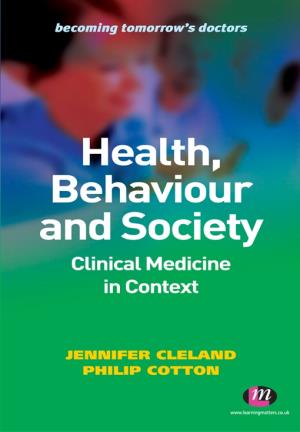 becoming tomorrow's doctors
Health,
Behaviour
and Society
Clinical Medicine
in Context
JENNIFER CLELAND
PHILIP COTTON
m
www.learningmatters.co.uk